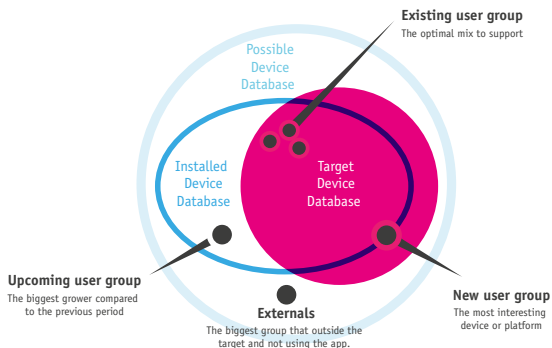 Existing user group
The optimal mix to support
Possible
Device
Database
Installed
Device
Database
Target
Device
Database
Upcoming user group
The biggest grower compared
to the previous period
Externals
The biggest group that outside the
target and not using the app.
New user group
The most interesting
device or platform